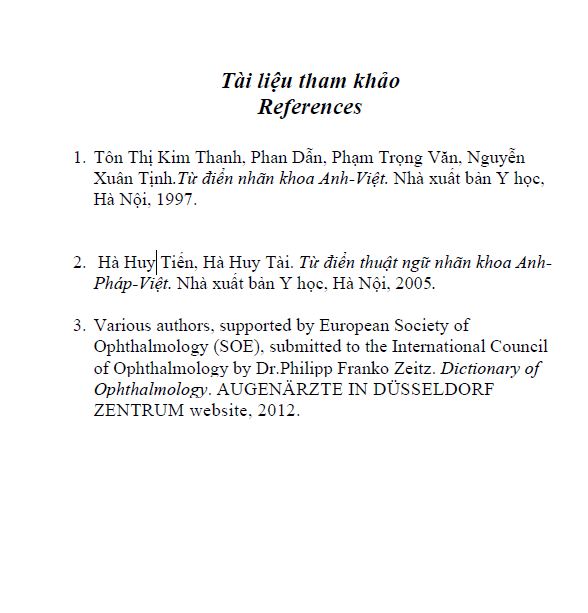 Tài liệu tham khảo
References
1. Tôn Thị Kim Thanh, Phan Dẫn, Phạm Trọng Văn, Nguyễn
Xuân Tịnh.Từ điển nhãn khoa Anh-Việt. Nhà xuất bản Y học,
Hà Nội, 1997.
2. Hà Huy Tiển, Hà Huy Tài. Từ điển thuật ngữ nhãn khoa Anh-
Pháp-Việt. Nhà xuất bản Y học, Hà Nội, 2005.
3. Various authors, supported by European Society of
Ophthalmology (SOE), submitted to the International Council
of Ophthalmology by Dr.Philipp Franko Zeitz. Dictionary of
Ophthalmology. AUGENÄRZTE IN DÜSSELDORF
ZENTRUM website, 2012.